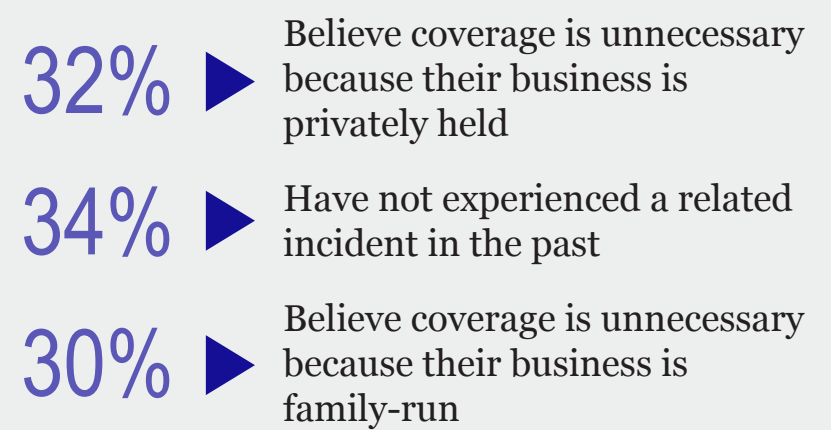 32%
Believe coverage is unnecessary
because their business is
privately held
34%
Have not experienced a related
incident in the past
30%
Believe coverage is unnecessary
because their business is
family-run